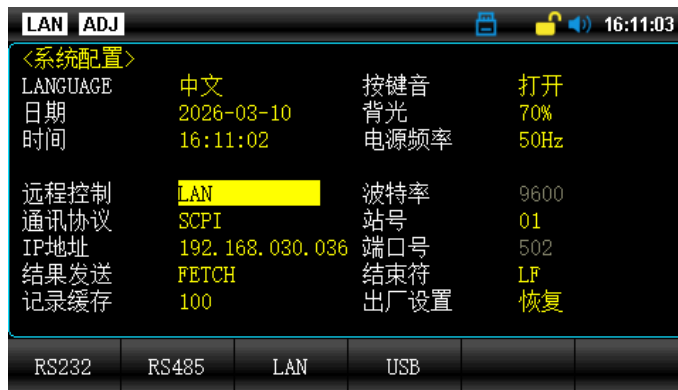 LAN ADJ 16:11:03
<系统配置>
LANGUAGE 中文 按键音 打开
日期 2026-03-10 背光 70%
时间 16:11:02 电源频率 50Hz
远程控制 LAN 波特率 9600
通讯协议 SCPI 站号 01
IP地址 192.168.030.036 端口号 502
结果发送 FETCH 结束符 LF
记录缓存 100 出厂设置 恢复
RS232 RS485 LAN USB